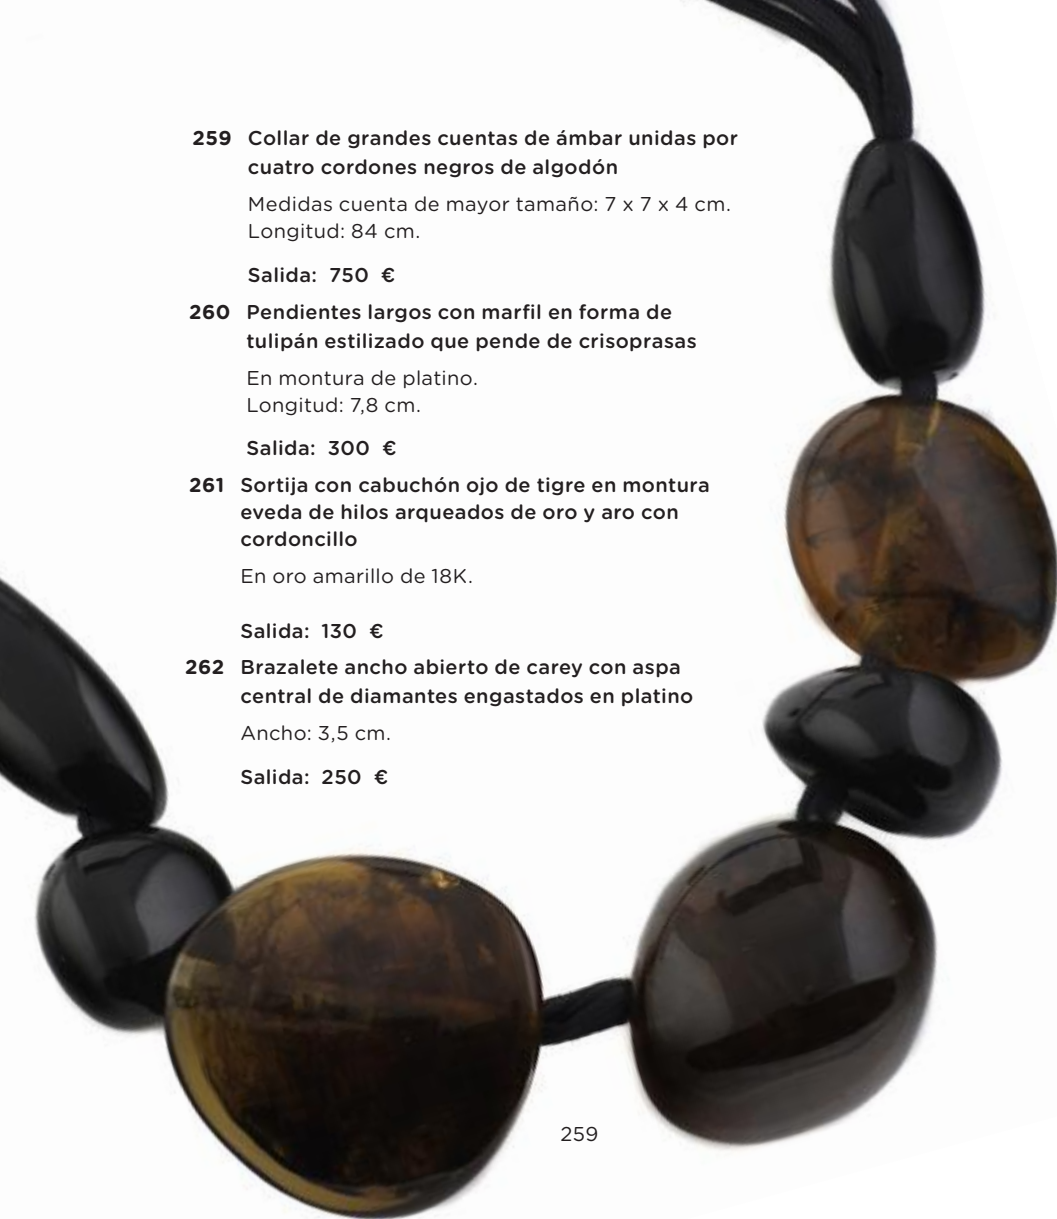 259 Collar de grandes cuentas de ámbar unidas por
cuatro cordones negros de algodón
Medidas cuenta de mayor tamaño: 7 x 7 x 4 cm.
Longitud: 84 cm.
Salida: 750 €
260 Pendientes largos con marfil en forma de
tulipán estilizado que pende de crisoprasas
En montura de platino.
Longitud: 7,8 cm.
Salida: 300 €
261 Sortija con cabuchón ojo de tigre en montura
eveda de hilos arqueados de oro y aro con
cordoncillo
En oro amarillo de 18K.
Salida: 130 €
262 Brazalete ancho abierto de carey con aspa
central de diamantes engastados en platino
Ancho: 3,5 cm.
Salida: 250 €
259